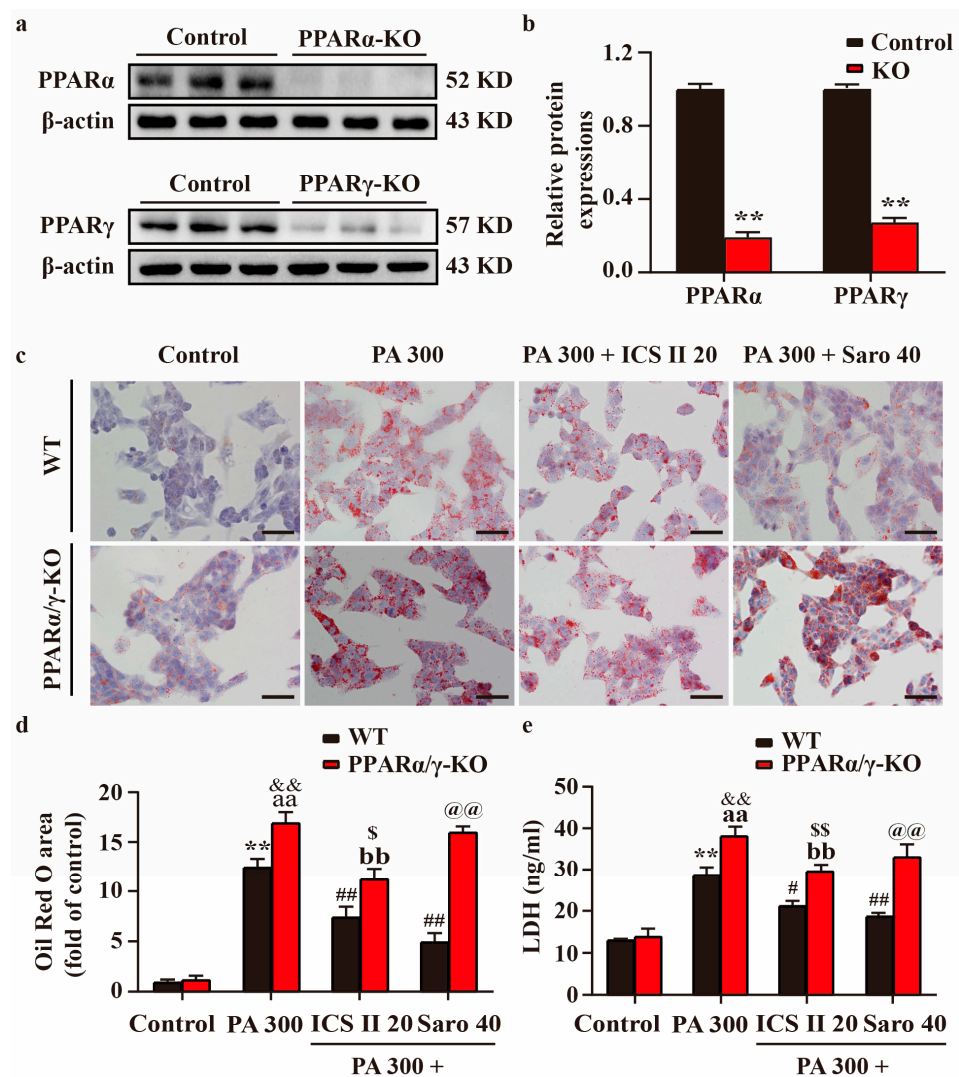 a
Control PPARα-KO
PPARα 52 KD
β-actin 43 KD
Control PPARγ-KO
PPARγ 57 KD
β-actin 43 KD
b
Control
KO
Relative protein
expressions
1.2
0.8
0.4
0.0
** **
PPARα PPARγ
c
Control PA 300 PA 300 + ICS II 20 PA 300 + Saro 40
WT
PPARα/γ-KO
d
WT
PPARα/γ-KO
Oil Red O area
(fold of control)
20
15
10
5
0
**
&&
aa
##
$
bb
##
@@
Control PA 300 ICS II 20 Saro 40
PA 300 +
e
WT
PPARα/γ-KO
LDH (ng/ml)
50
40
30
20
10
0
**
&&
aa
#
$$
bb
##
@@
Control PA 300 ICS II 20 Saro 40
PA 300 +